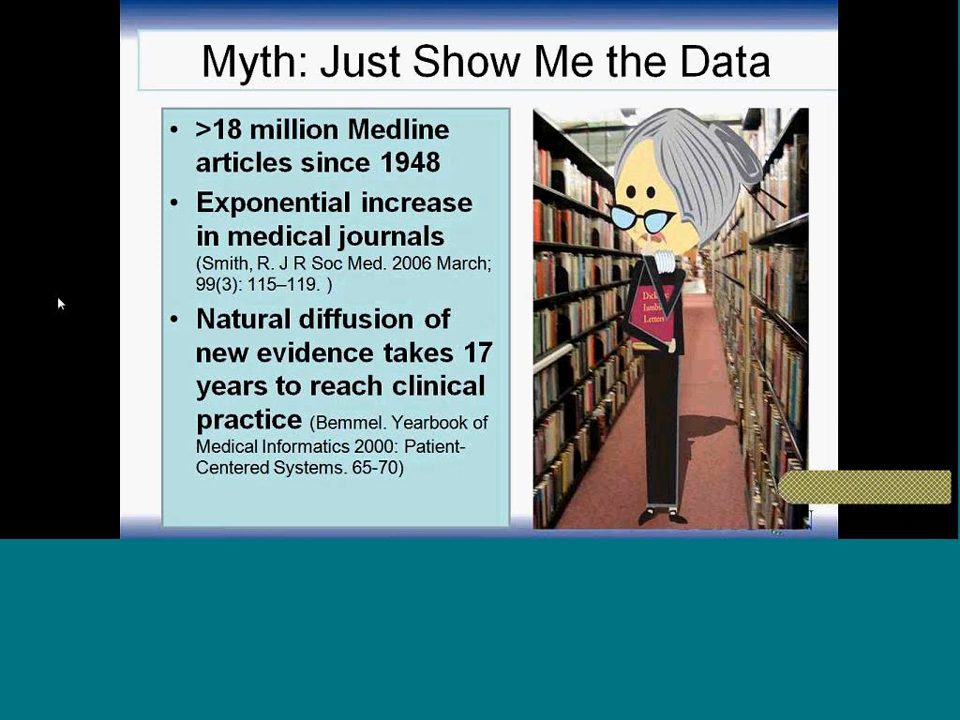 Myth: Just Show Me the Data
• >18 million Medline
articles since 1948
• Exponential increase
in medical journals
(Smith, R. J R Soc Med. 2006 March;
99(3): 115–119. )
• Natural diffusion of
new evidence takes 17
years to reach clinical
practice (Bemmel. Yearbook of
Medical Informatics 2000: Patient-
Centered Systems. 65-70)
Iambic
Letters